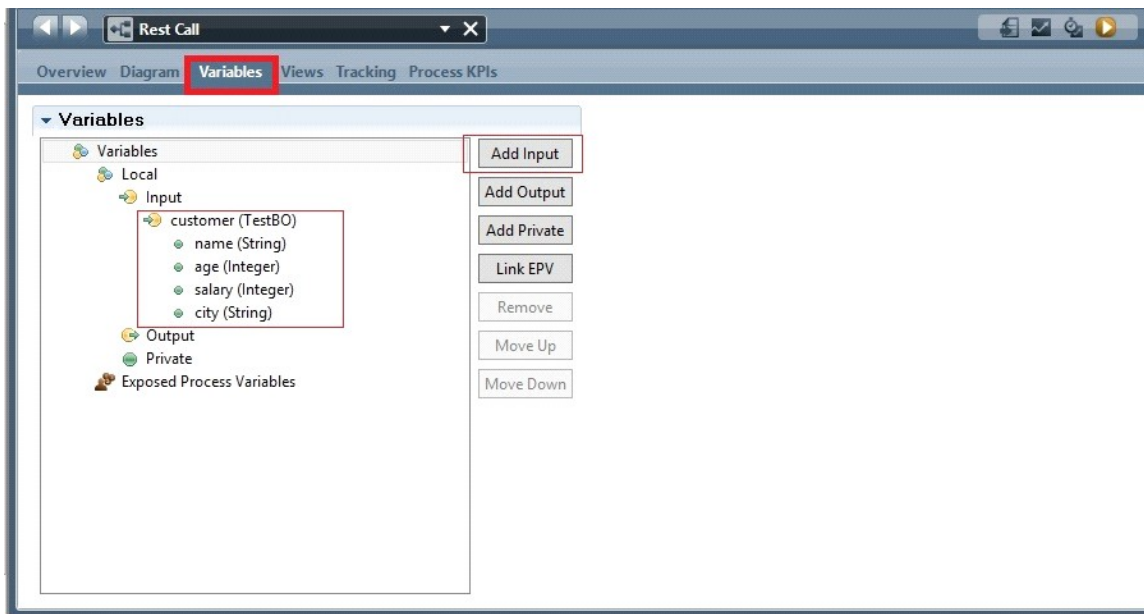 Rest Call
Overview Diagram Variables Views Tracking Process KPIs
Variables
Variables
Local
Input
customer (TestBO)
name (String)
age (Integer)
salary (Integer)
city (String)
Output
Private
Exposed Process Variables
Add Input
Add Output
Add Private
Link EPV
Remove
Move Up
Move Down